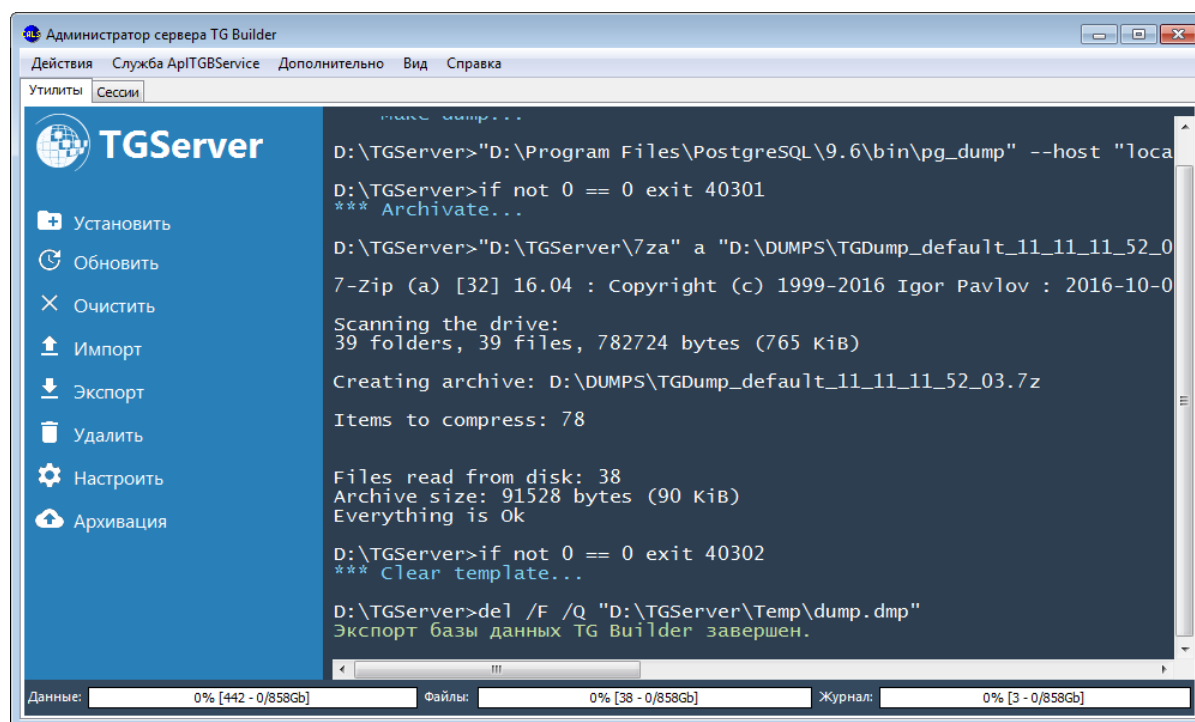 Администратор сервера TG Builder
Действия Служба AplTGBService Дополнительно Вид Справка
Утилиты Сессии
TGServer
Установить
Обновить
Очистить
Импорт
Экспорт
Удалить
Настроить
Архивация
Make dump...
D:\TGServer>"D:\Program Files\PostgreSQL\9.6\bin\pg_dump" --host "loca
D:\TGServer>if not 0 == 0 exit 40301
*** Archivate...
D:\TGServer>"D:\TGServer\7za" a "D:\DUMPS\TGDump_default_11_11_11_52_0
7-Zip (a) [32] 16.04 : Copyright (c) 1999-2016 Igor Pavlov : 2016-10-0
Scanning the drive:
39 folders, 39 files, 782724 bytes (765 KiB)
Creating archive: D:\DUMPS\TGDump_default_11_11_11_52_03.7z
Items to compress: 78
Files read from disk: 38
Archive size: 91528 bytes (90 KiB)
Everything is Ok
D:\TGServer>if not 0 == 0 exit 40302
*** Clear template...
D:\TGServer>del /F /Q "D:\TGServer\Temp\dump.dmp"
Экспорт базы данных TG Builder завершен.
Данные: 0% [442 - 0/858Gb] Файлы: 0% [38 - 0/858Gb] Журнал: 0% [3 - 0/858Gb]